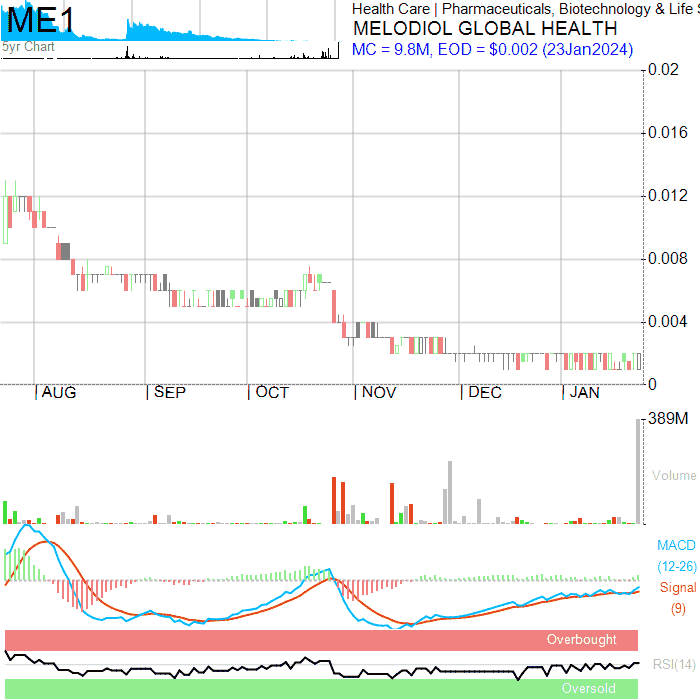 ME1
Health Care | Pharmaceuticals, Biotechnology & Life S
MELODIOL GLOBAL HEALTH
MC = 9.8M, EOD = $0.002 (23Jan2024)
5yr Chart
0.02
0.016
0.012
0.008
0.004
0
AUG SEP OCT NOV DEC JAN
389M
Volume
MACD
(12-26)
Signal
(9)
Overbought
RSI(14)
Oversold